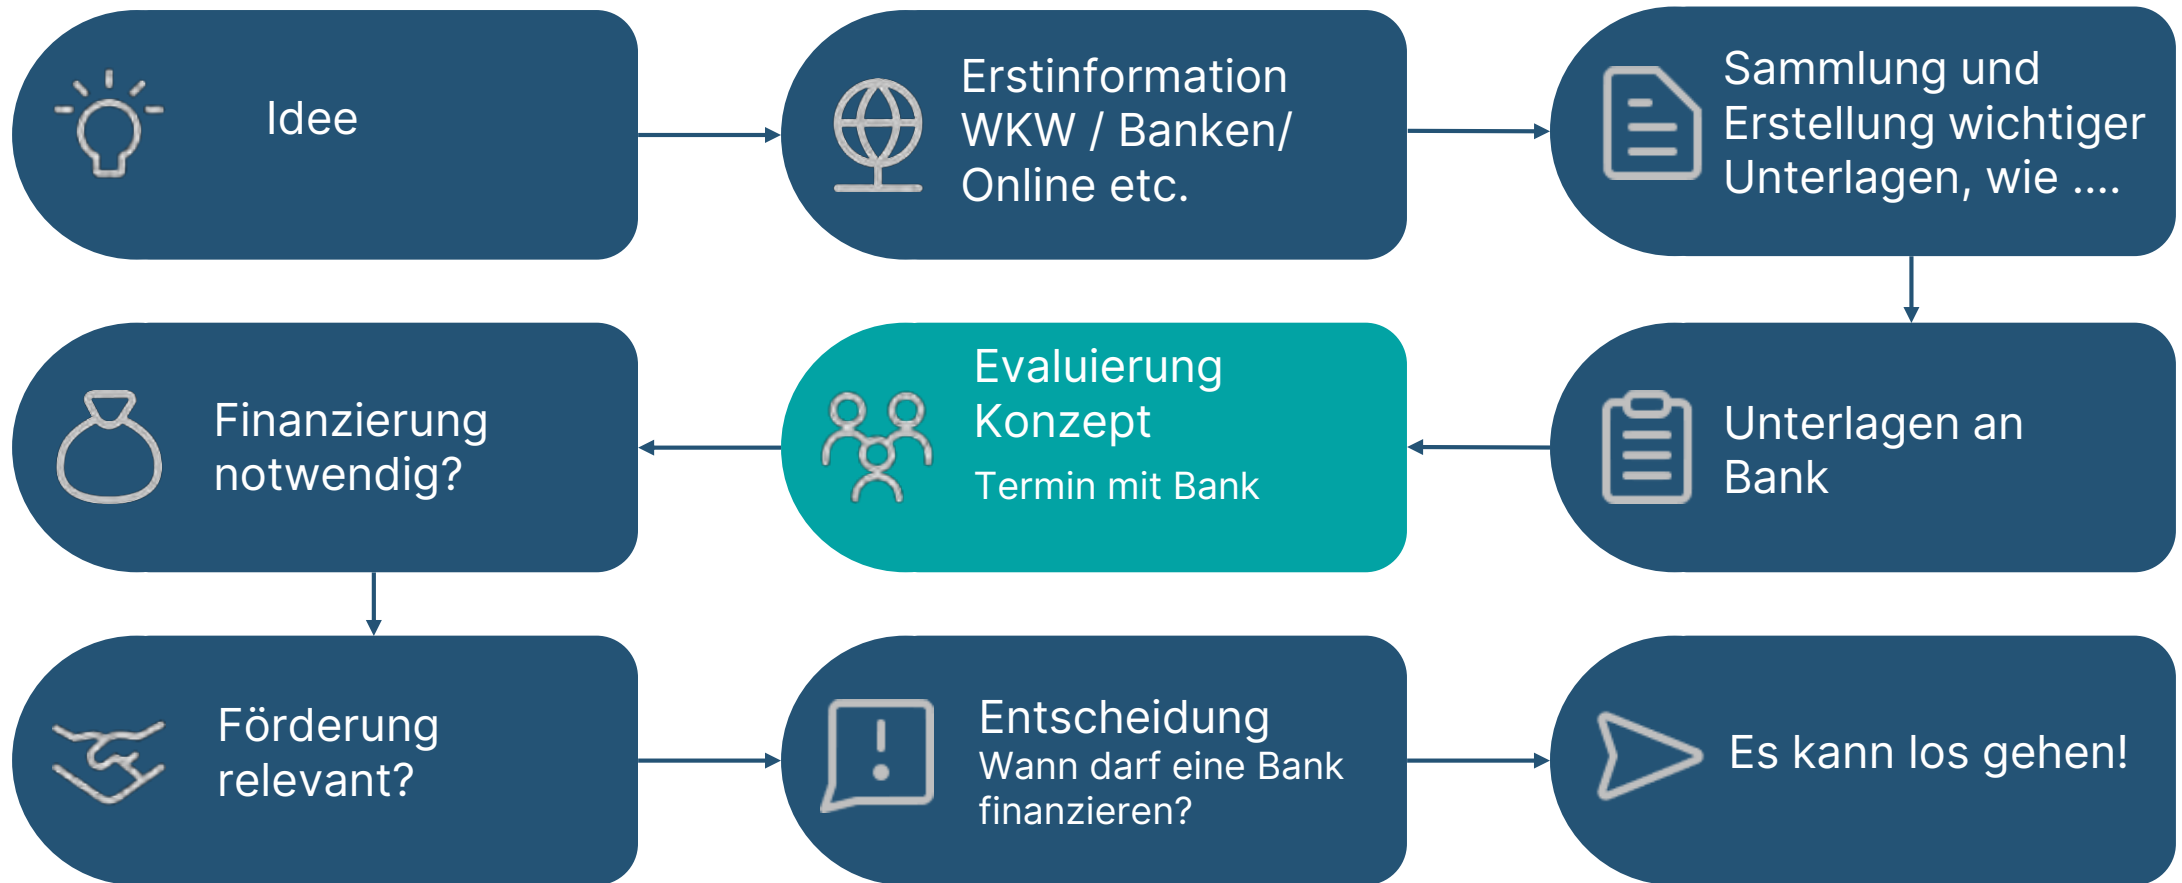 Idee
Erstinformation
WKW / Banken/
Online etc.
Sammlung und
Erstellung wichtiger
Unterlagen, wie ....
Unterlagen an
Bank
Evaluierung
Konzept
Termin mit Bank
Finanzierung
notwendig?
Förderung
relevant?
Entscheidung
Wann darf eine Bank
finanzieren?
Es kann los gehen!